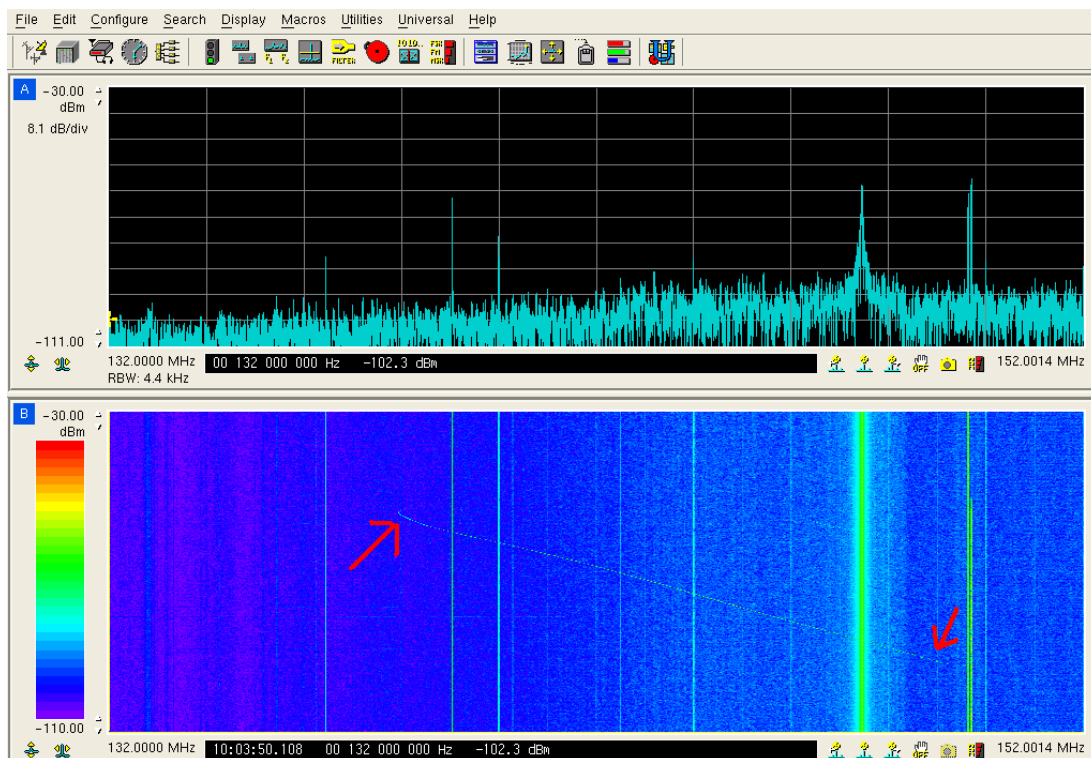 File Edit Configure Search Display Macros Utilities Universal Help
FILTER
A
-30.00
dBm
8.1 dB/div
-111.00
132.0000 MHz 00 132 000 000 Hz -102.3 dBm OFF 152.0014 MHz
RBW: 4.4 kHz
B
-30.00
dBm
-110.00
132.0000 MHz 10:03:50.108 00 132 000 000 Hz -102.3 dBm OFF 152.0014 MHz